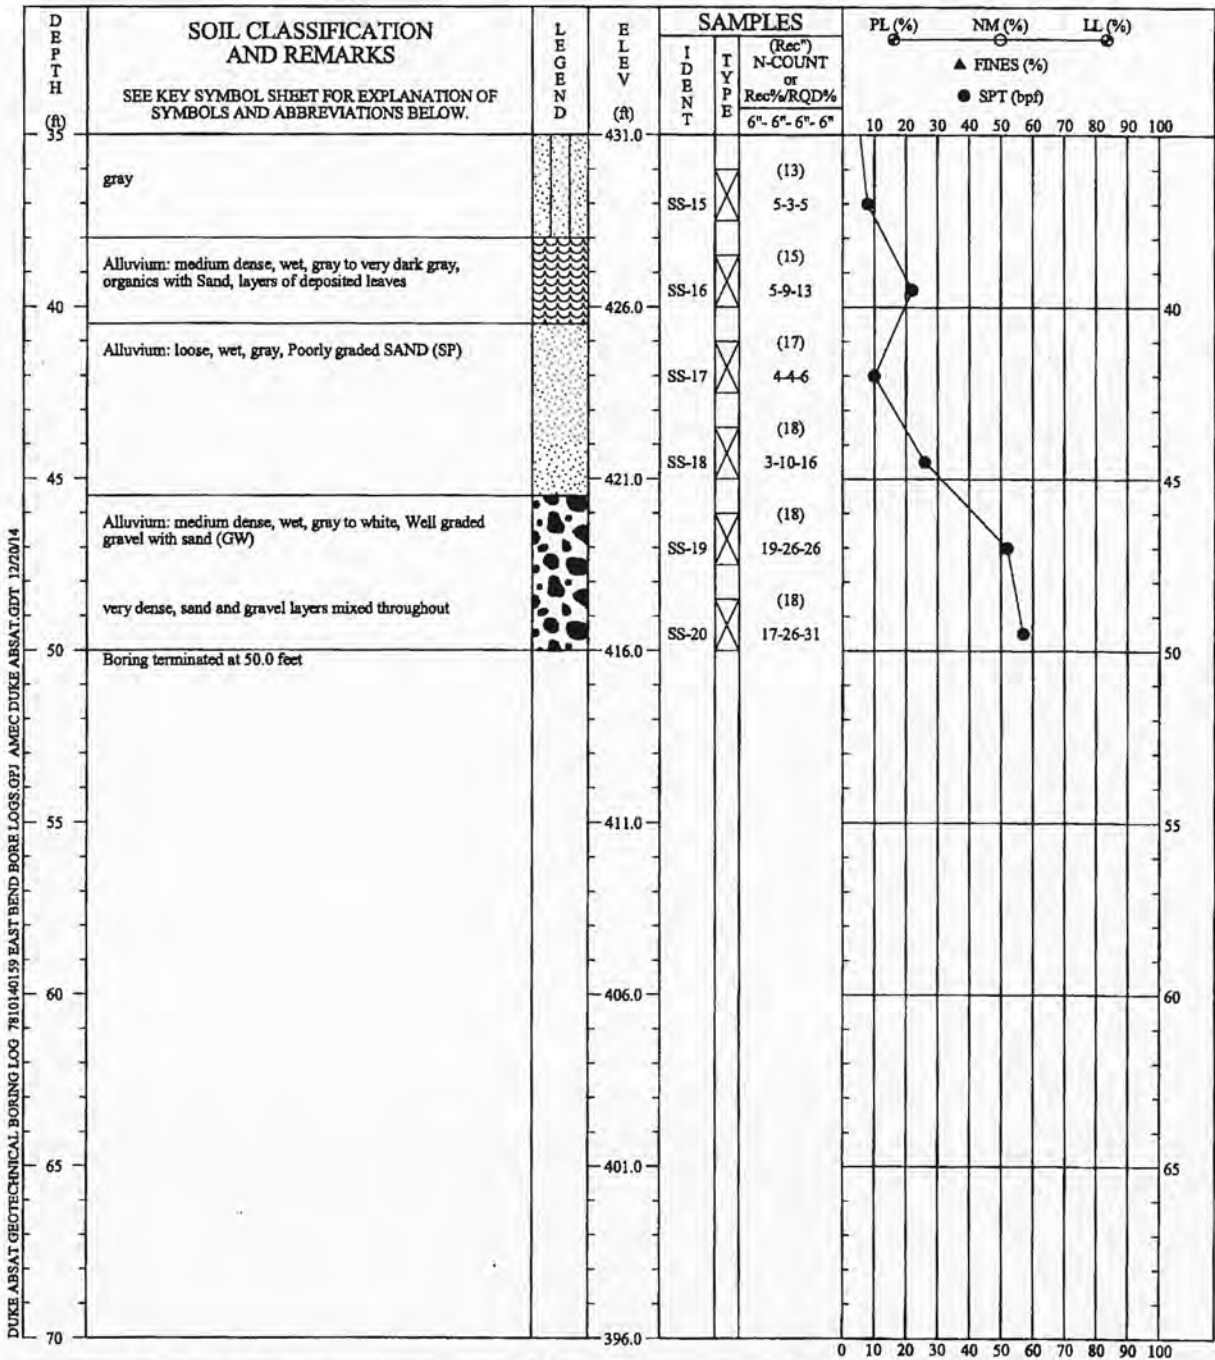 DEPTH
(ft)
SOIL CLASSIFICATION
AND REMARKS
SEE KEY SYMBOL SHEET FOR EXPLANATION OF
SYMBOLS AND ABBREVIATIONS BELOW.
LEGEND
ELEV
(ft)
SAMPLES
IDENT
TYPE
(Rec")
N-COUNT
or
Rec%/RQD%
6"- 6"- 6"- 6"
PL (%) NM (%) LL (%)
▲ FINES (%)
● SPT (bpf)
10 20 30 40 50 60 70 80 90 100
35 431.0
gray
(13)
SS-15 5-3-5
Alluvium: medium dense, wet, gray to very dark gray,
organics with Sand, layers of deposited leaves
(15)
SS-16 5-9-13
40 426.0 40
Alluvium: loose, wet, gray, Poorly graded SAND (SP)
(17)
SS-17 4-4-6
(18)
SS-18 3-10-16
45 421.0 45
Alluvium: medium dense, wet, gray to white, Well graded
gravel with sand (GW)
(18)
SS-19 19-26-26
very dense, sand and gravel layers mixed throughout
(18)
SS-20 17-26-31
50 416.0 50
Boring terminated at 50.0 feet
55 411.0 55
60 406.0 60
65 401.0 65
70 396.0
0 10 20 30 40 50 60 70 80 90 100
DUKE ABSAT GEOTECHNICAL BORING LOG 7810140159 EAST BEND BORE LOGS.GPJ AMEC DUKE ABSAT.GDT 12/20/14